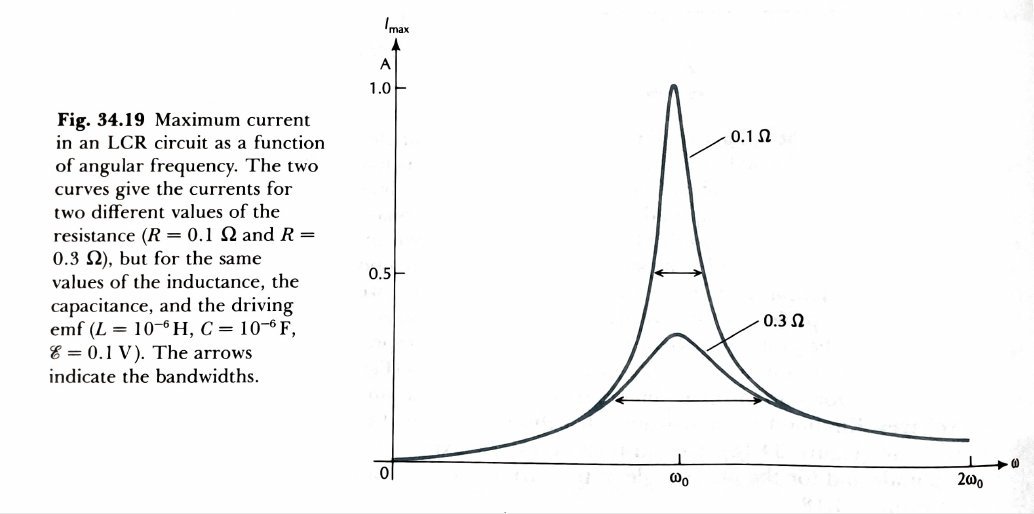 Fig. 34.19 Maximum current
in an LCR circuit as a function
of angular frequency. The two
curves give the currents for
two different values of the
resistance (R = 0.1 Ω and R =
0.3 Ω), but for the same
values of the inductance, the
capacitance, and the driving
emf (L = 10⁻⁶ H, C = 10⁻⁶ F,
ℰ = 0.1 V). The arrows
indicate the bandwidths.
Imax
A
1.0
0.1 Ω
0.5
0.3 Ω
0
ω₀
2ω₀
ω